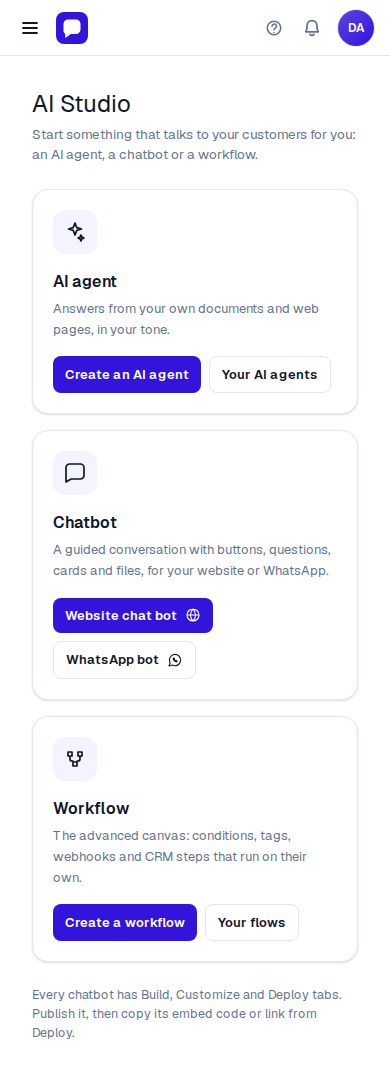 DA
AI Studio
Start something that talks to your customers for you:
an AI agent, a chatbot or a workflow.
AI agent
Answers from your own documents and web
pages, in your tone.
Create an AI agent
Your AI agents
Chatbot
A guided conversation with buttons, questions,
cards and files, for your website or WhatsApp.
Website chat bot
WhatsApp bot
Workflow
The advanced canvas: conditions, tags,
webhooks and CRM steps that run on their
own.
Create a workflow
Your flows
Every chatbot has Build, Customize and Deploy tabs.
Publish it, then copy its embed code or link from
Deploy.